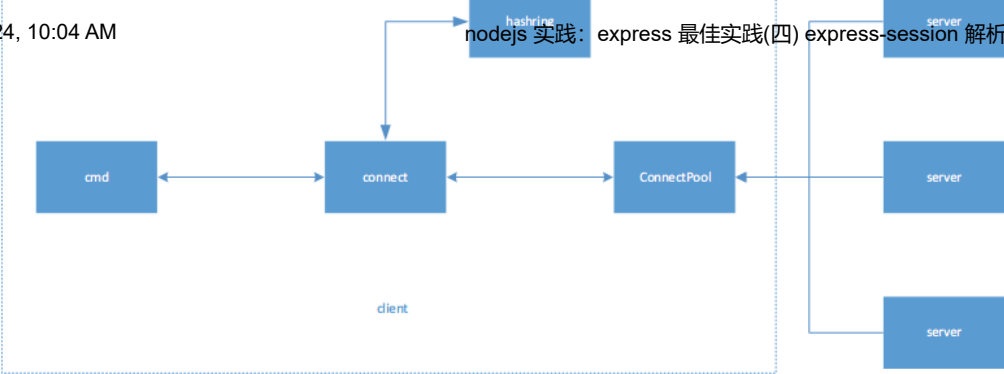 hashring
server
24, 10:04 AM
nodejs 实践：express 最佳实践(四) express-session 解析
cmd
connect
ConnectPool
server
client
server